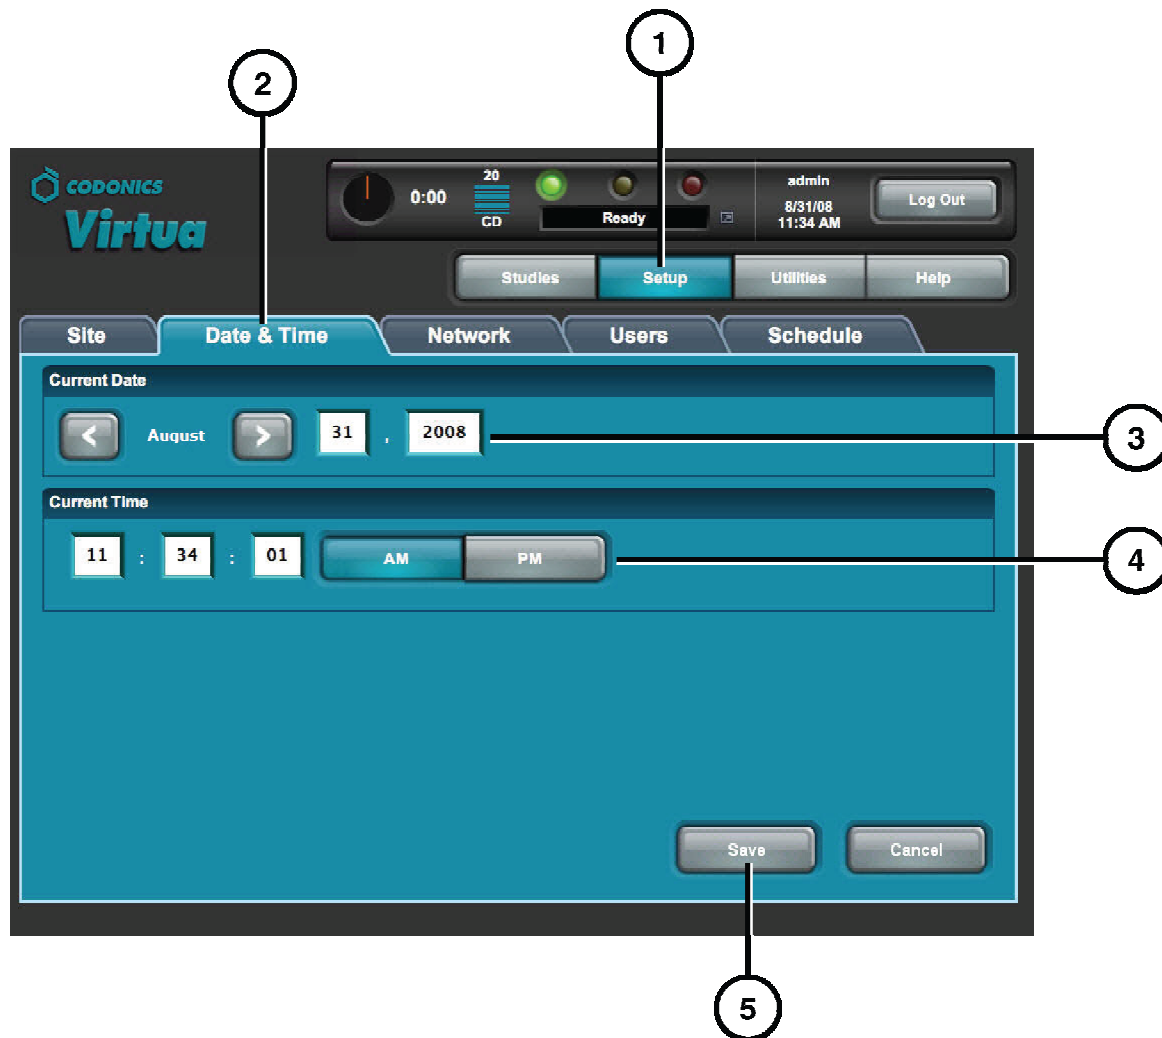 1
2
CODONICS
Virtua
0:00
20
CD
Ready
admin
8/31/08
11:34 AM
Log Out
Studies Setup Utilities Help
Site Date & Time Network Users Schedule
Current Date
< August > 31 , 2008
3
Current Time
11 : 34 : 01 AM PM
4
Save Cancel
5